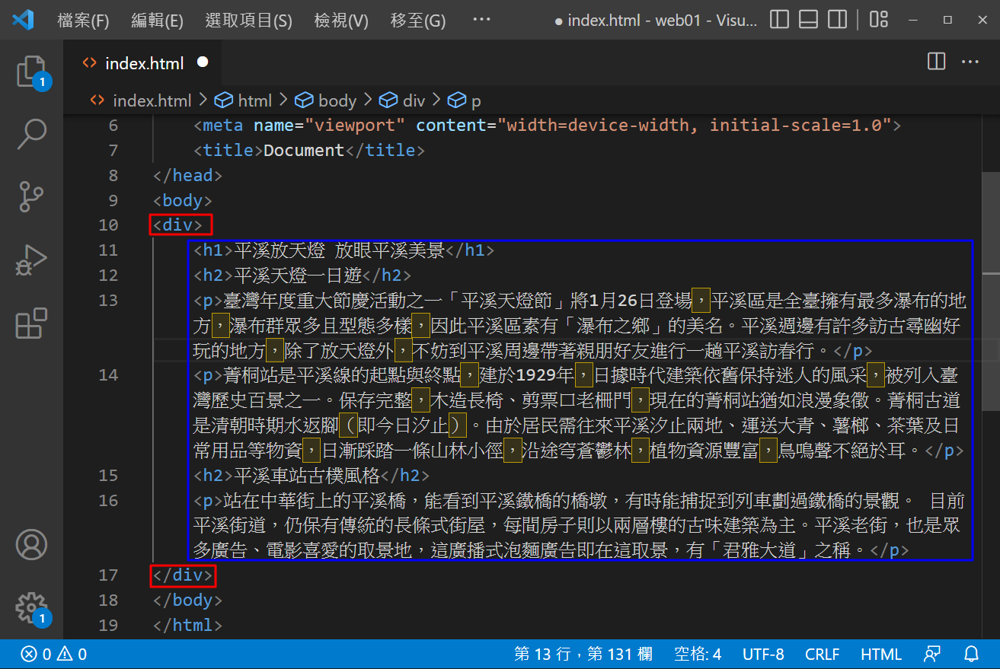 檔案(F) 編輯(E) 選取項目(S) 檢視(V) 移至(G) ··· ● index.html - web01 - Visu...
1
<> index.html ●
<> index.html > html > body > div > p
6 <meta name="viewport" content="width=device-width, initial-scale=1.0">
7 <title>Document</title>
8 </head>
9 <body>
10 <div>
11 <h1>平溪放天燈 放眼平溪美景</h1>
12 <h2>平溪天燈一日遊</h2>
13 <p>臺灣年度重大節慶活動之一「平溪天燈節」將1月26日登場，平溪區是全臺擁有最多瀑布的地
方，瀑布群眾多且型態多樣，因此平溪區素有「瀑布之鄉」的美名。平溪週邊有許多訪古尋幽好
玩的地方，除了放天燈外，不妨到平溪周邊帶著親朋好友進行一趟平溪訪春行。</p>
14 <p>菁桐站是平溪線的起點與終點，建於1929年，日據時代建築依舊保持迷人的風采，被列入臺
灣歷史百景之一。保存完整，木造長椅、剪票口老柵門，現在的菁桐站猶如浪漫象徵。菁桐古道
是清朝時期水返腳（即今日汐止）。由於居民需往來平溪汐止兩地、運送大青、薯榔、茶葉及日
常用品等物資，日漸踩踏一條山林小徑，沿途穹蒼鬱林，植物資源豐富，鳥鳴聲不絕於耳。</p>
15 <h2>平溪車站古樸風格</h2>
16 <p>站在中華街上的平溪橋，能看到平溪鐵橋的橋墩，有時能捕捉到列車劃過鐵橋的景觀。 目前
平溪街道，仍保有傳統的長條式街屋，每間房子則以兩層樓的古味建築為主。平溪老街，也是眾
多廣告、電影喜愛的取景地，這廣播式泡麵廣告即在這取景，有「君雅大道」之稱。</p>
17 </div>
18 </body>
19 </html>
1
0 0 第 13 行，第 131 欄 空格: 4 UTF-8 CRLF HTML